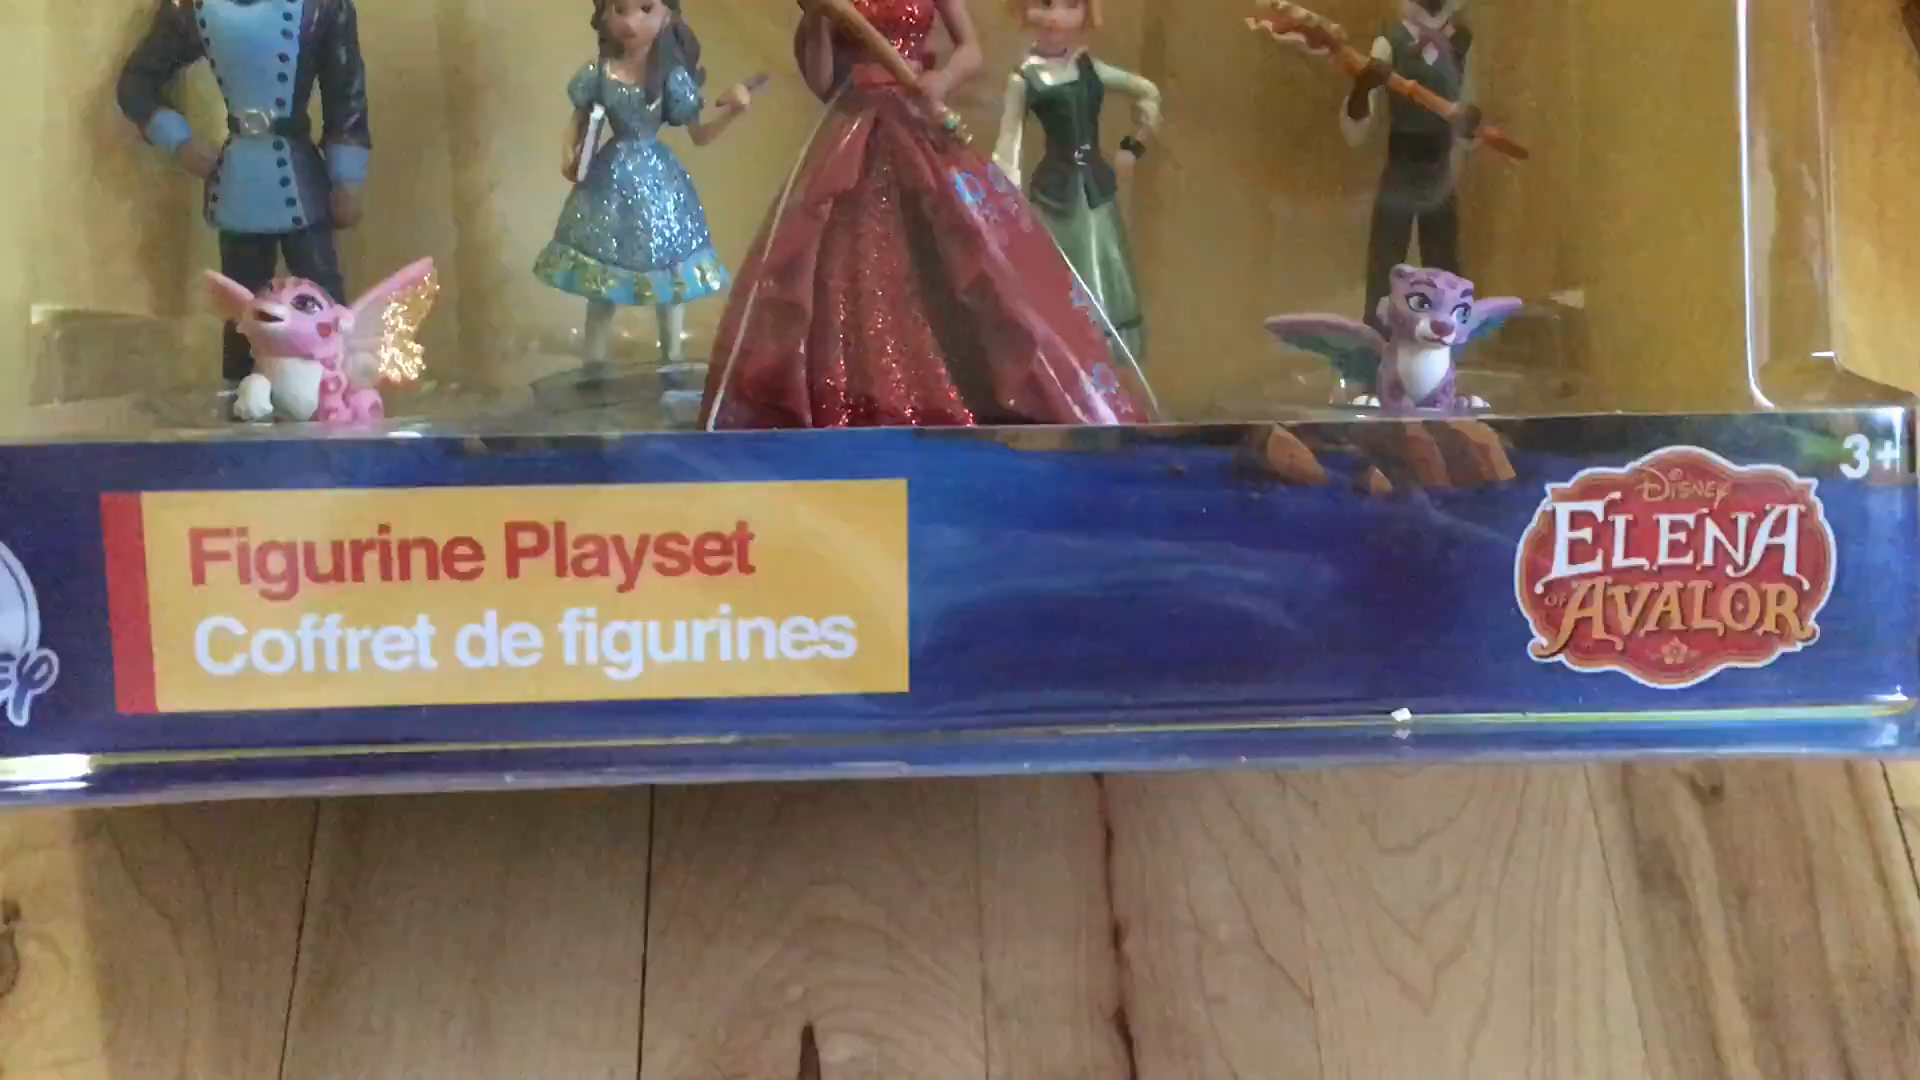 Figurine Playset
Coffret de figurines
3+
Disney
ELENA
OF AVALOR